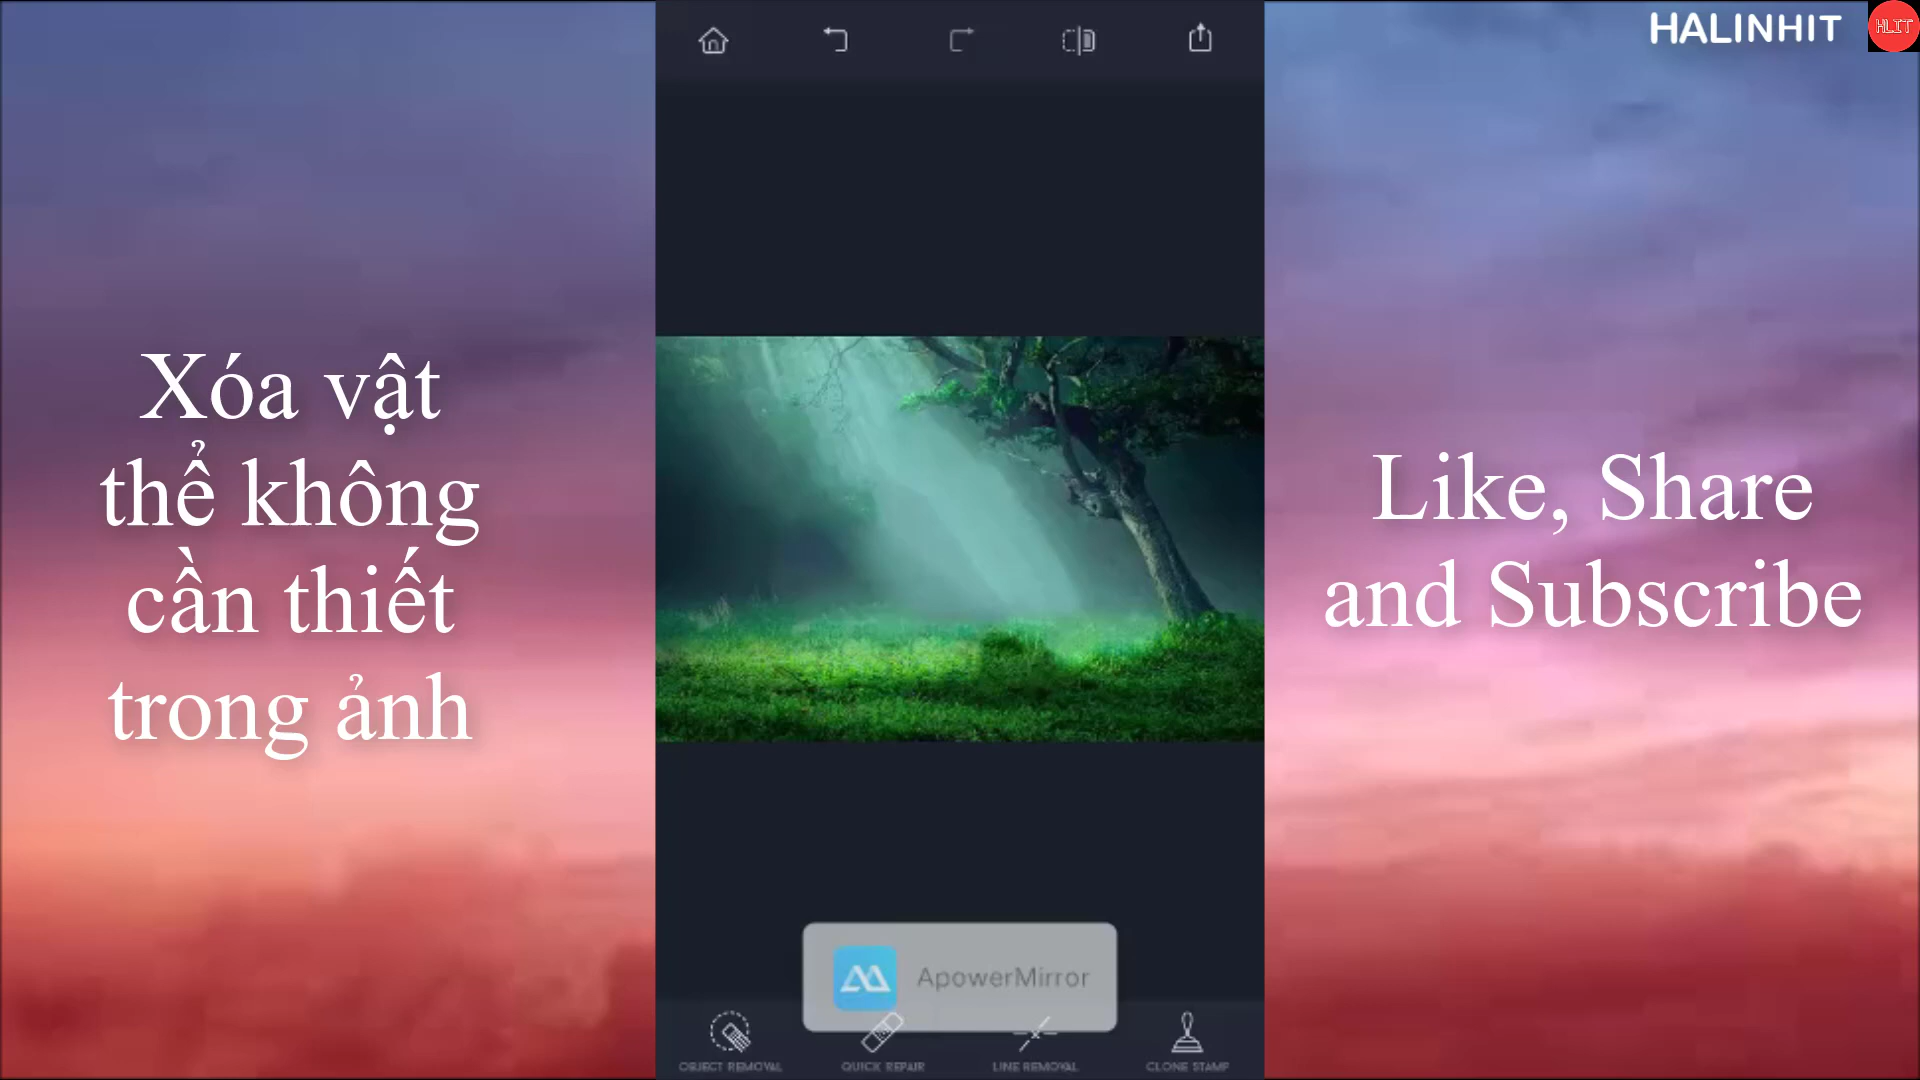 HALINHIT
HLIT
Xóa vật
thể không
cần thiết
trong ảnh
Like, Share
and Subscribe
ApowerMirror
OBJECT REMOVAL
QUICK REPAIR
LINE REMOVAL
CLONE STAMP